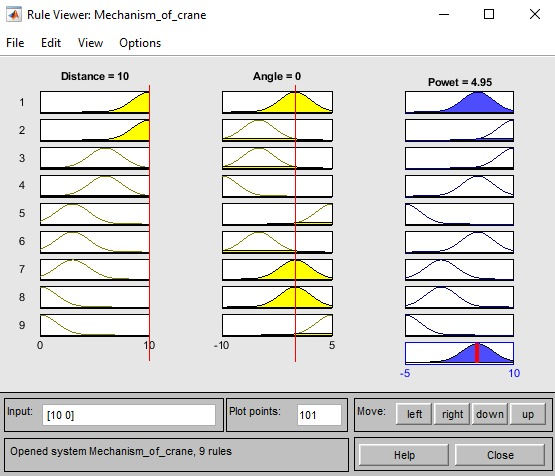 Rule Viewer: Mechanism_of_crane
File Edit View Options
Distance = 10 Angle = 0 Powet = 4.95
1
2
3
4
5
6
7
8
9
0 10 -10 5
-5 10
Input: [10 0] Plot points: 101 Move: left right down up
Opened system Mechanism_of_crane, 9 rules Help Close